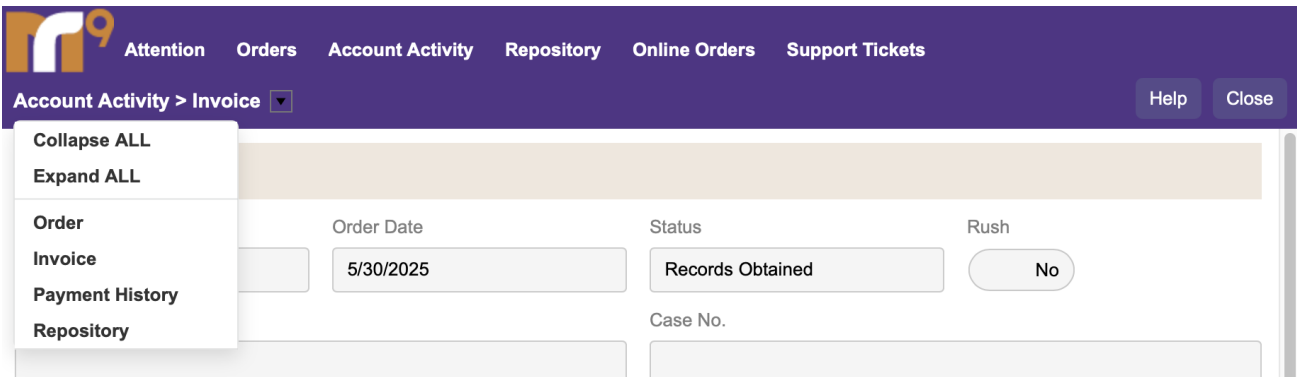 rr9
Attention Orders Account Activity Repository Online Orders Support Tickets
Account Activity > Invoice
Help Close
Collapse ALL
Expand ALL
Order
Invoice
Payment History
Repository
Order Date Status Rush
5/30/2025 Records Obtained No
Case No.